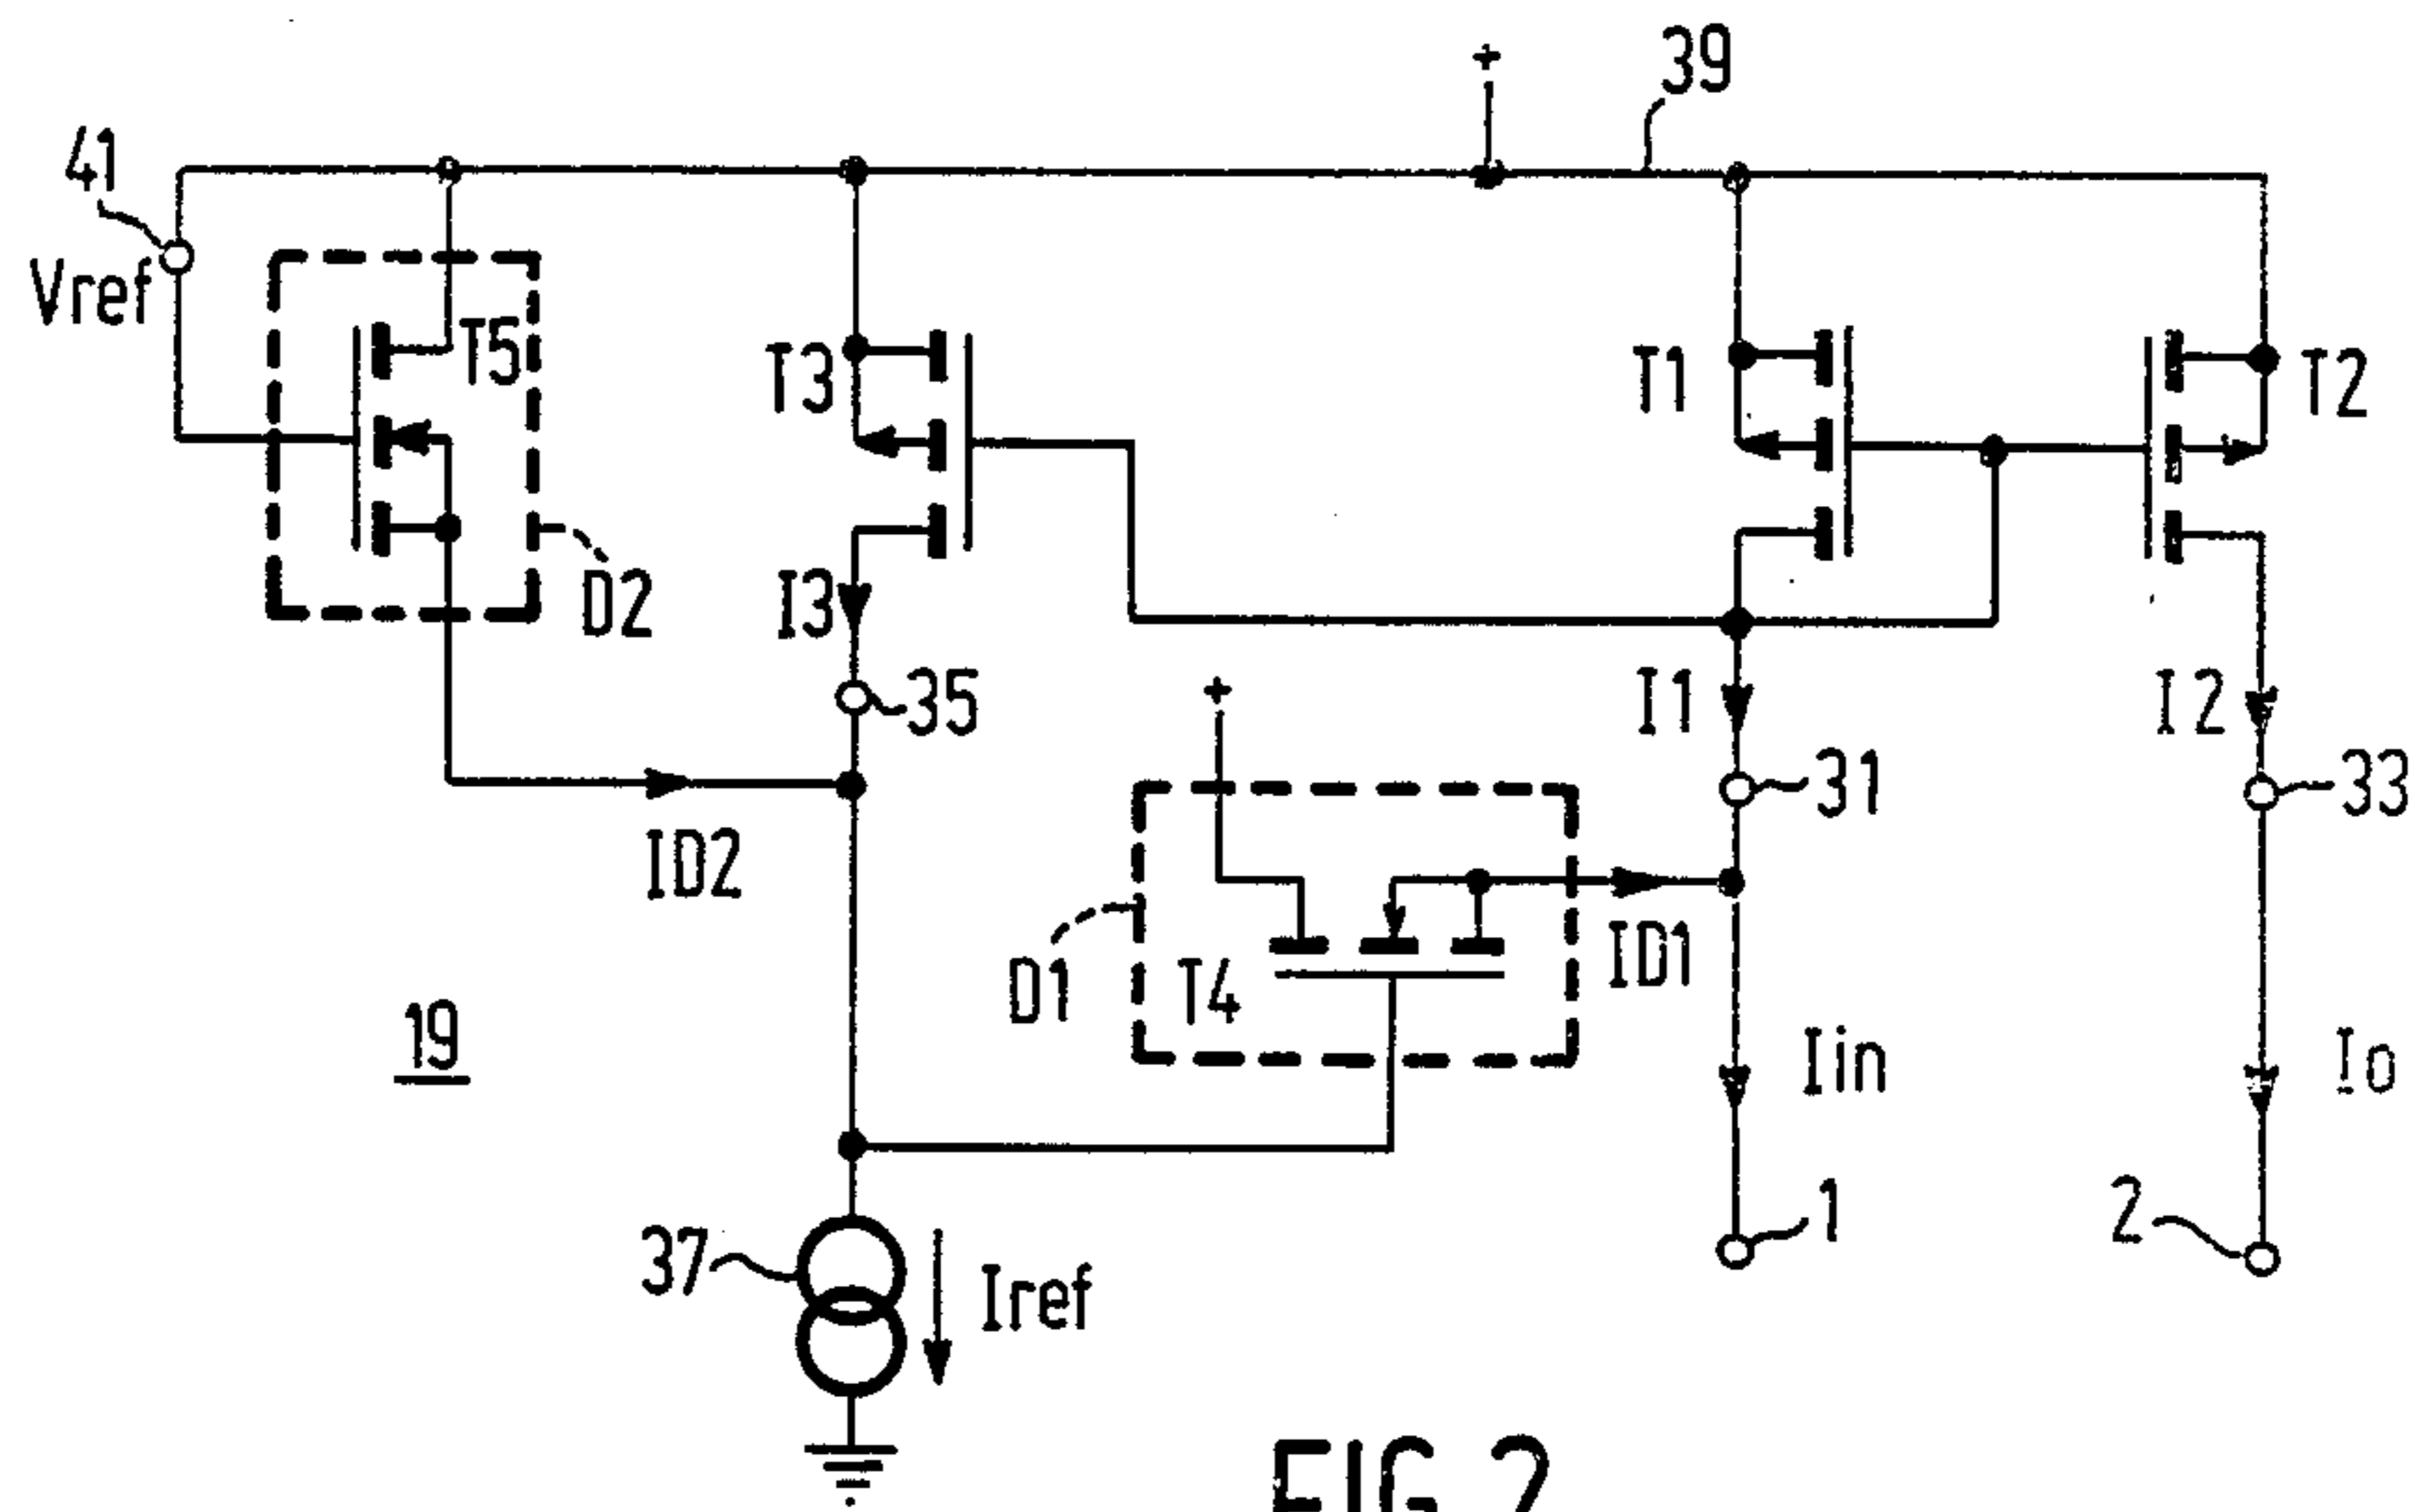 +
39
41
Vref
T5
T3
T1
T2
D2
I3
35
+
I1
I2
31
33
ID2
D1
T4
ID1
19
Iin
Io
37
Iref
1
2
FIG. 2